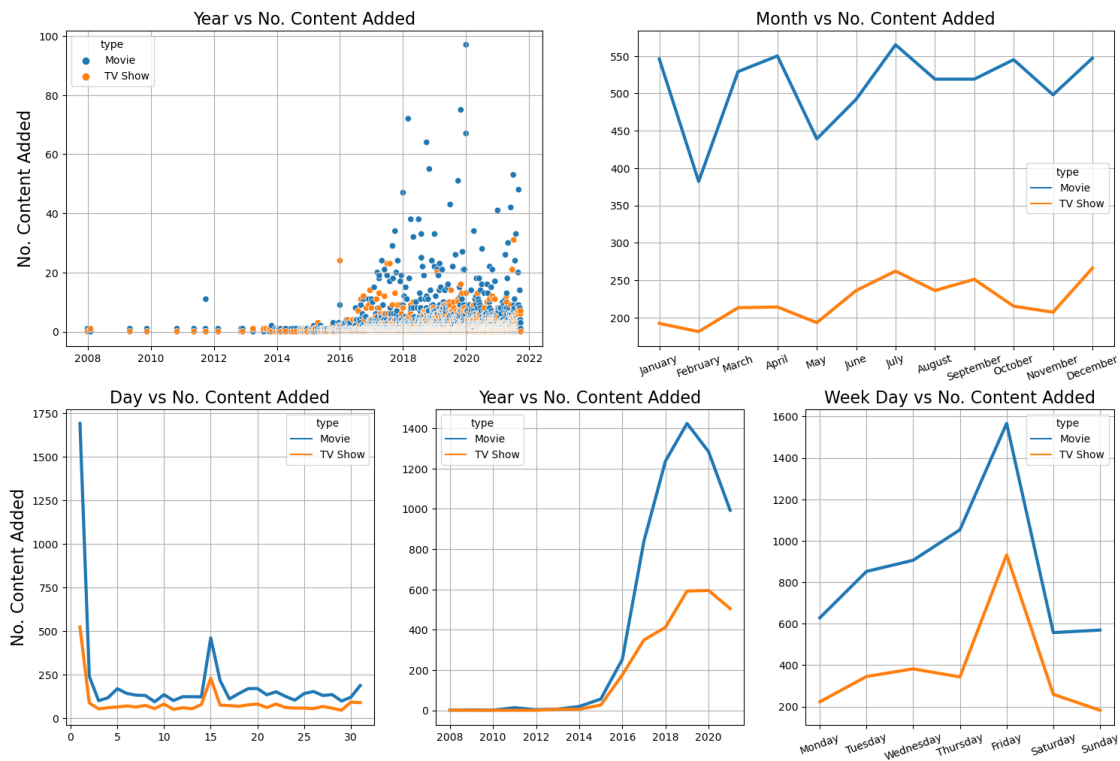 Year vs No. Content Added
No. Content Added
100
80
60
40
20
0
type
Movie
TV Show
2008
2010
2012
2014
2016
2018
2020
2022
Month vs No. Content Added
550
500
450
400
350
300
250
200
type
Movie
TV Show
January
February
March
April
May
June
July
August
September
October
November
December
Day vs No. Content Added
No. Content Added
1750
1500
1250
1000
750
500
250
0
type
Movie
TV Show
0
5
10
15
20
25
30
Year vs No. Content Added
1400
1200
1000
800
600
400
200
0
type
Movie
TV Show
2008
2010
2012
2014
2016
2018
2020
Week Day vs No. Content Added
1600
1400
1200
1000
800
600
400
200
type
Movie
TV Show
Monday
Tuesday
Wednesday
Thursday
Friday
Saturday
Sunday